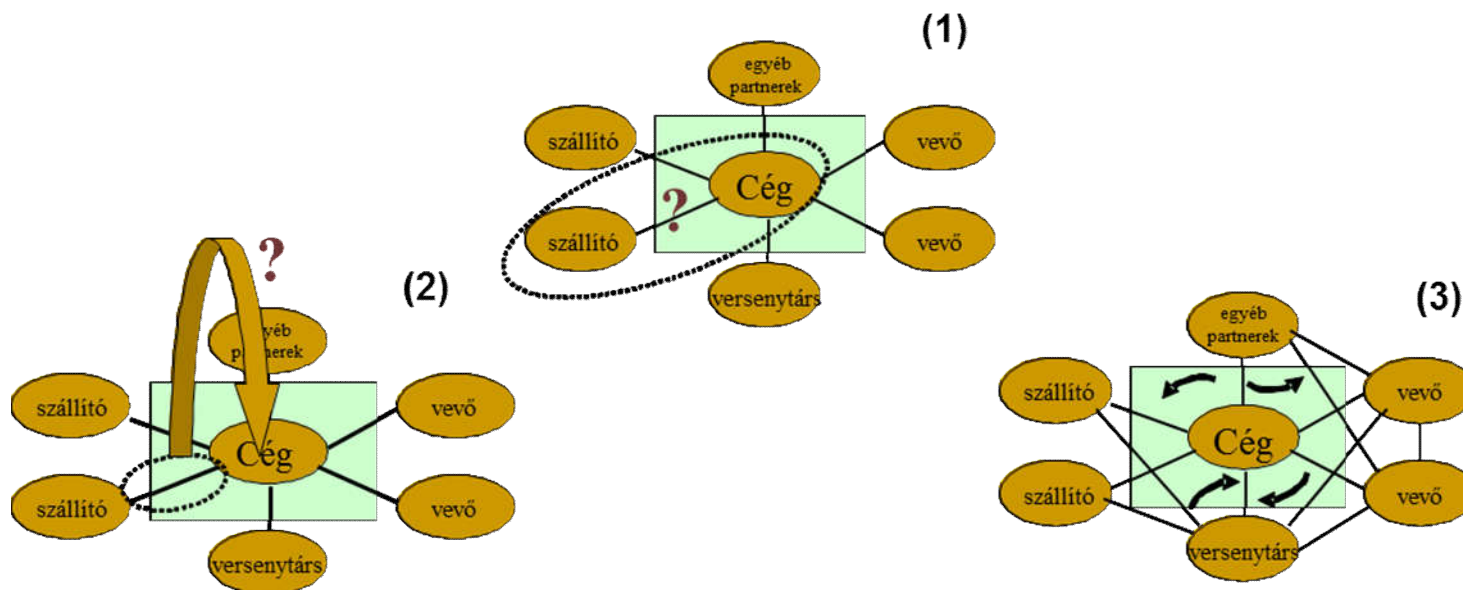 (1)
egyéb
partnerek
szállító
vevő
Cég
?
szállító
vevő
versenytárs
?
(2)
partnerek
szállító
vevő
Cég
szállító
vevő
versenytárs
(3)
egyéb
partnerek
szállító
vevő
Cég
szállító
vevő
versenytárs